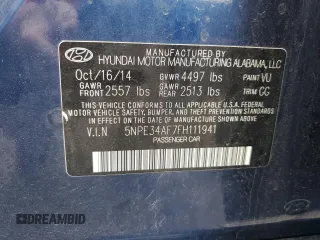 HYUNDAI MOTOR MANUFACTURING ALABAMA, LLC
Oct/16/14 GVWR 4497 lbs PAINT VU
GAWR FRONT 2557 lbs GAWR REAR 2513 lbs TRIM GG
THIS VEHICLE CONFORMS TO ALL APPLICABLE U.S.
FEDERAL MOTOR VEHICLE SAFETY, BUMPER, AND
THEFT PREVENTION STANDARDS IN EFFECT ON
THE DATE OF MANUFACTURE SHOWN ABOVE.
V.I.N 5NPE34AF7FH111941
PASSENGER CAR
DREAMBID